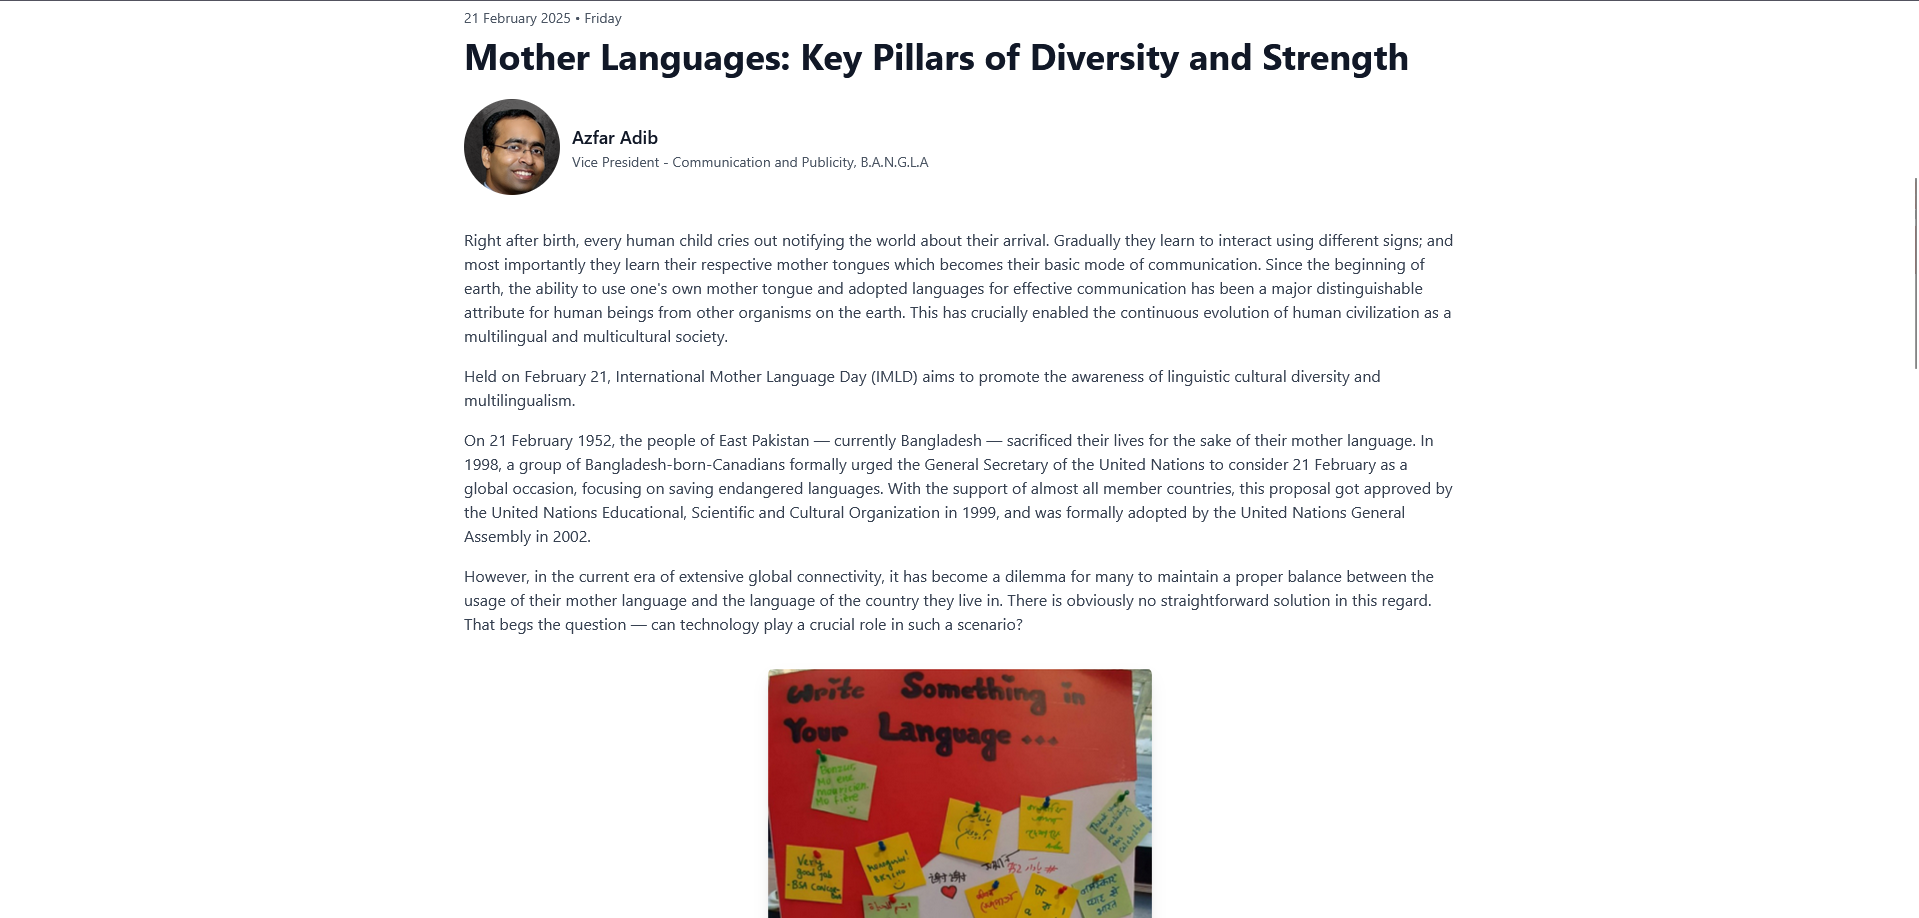 21 February 2025 • Friday
Mother Languages: Key Pillars of Diversity and Strength
Azfar Adib
Vice President - Communication and Publicity, B.A.N.G.L.A
Right after birth, every human child cries out notifying the world about their arrival. Gradually they learn to interact using different signs; and
most importantly they learn their respective mother tongues which becomes their basic mode of communication. Since the beginning of
earth, the ability to use one's own mother tongue and adopted languages for effective communication has been a major distinguishable
attribute for human beings from other organisms on the earth. This has crucially enabled the continuous evolution of human civilization as a
multilingual and multicultural society.
Held on February 21, International Mother Language Day (IMLD) aims to promote the awareness of linguistic cultural diversity and
multilingualism.
On 21 February 1952, the people of East Pakistan — currently Bangladesh — sacrificed their lives for the sake of their mother language. In
1998, a group of Bangladesh-born-Canadians formally urged the General Secretary of the United Nations to consider 21 February as a
global occasion, focusing on saving endangered languages. With the support of almost all member countries, this proposal got approved by
the United Nations Educational, Scientific and Cultural Organization in 1999, and was formally adopted by the United Nations General
Assembly in 2002.
However, in the current era of extensive global connectivity, it has become a dilemma for many to maintain a proper balance between the
usage of their mother language and the language of the country they live in. There is obviously no straightforward solution in this regard.
That begs the question — can technology play a crucial role in such a scenario?
Write Something in
Your Language ...
Very
good job
-BSA